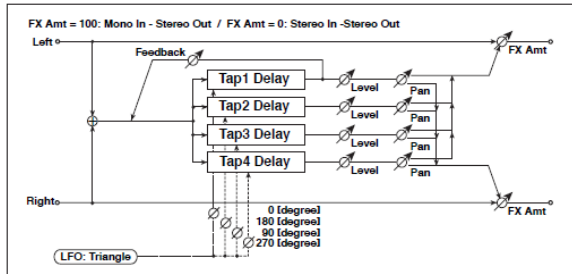 FX Amt = 100: Mono In - Stereo Out / FX Amt = 0: Stereo In -Stereo Out
Left
Feedback
FX Amt
Tap1 Delay
Level
Pan
Tap2 Delay
Level
Pan
Tap3 Delay
Level
Pan
Tap4 Delay
Level
Pan
Right
FX Amt
0 [degree]
180 [degree]
90 [degree]
270 [degree]
LFO: Triangle